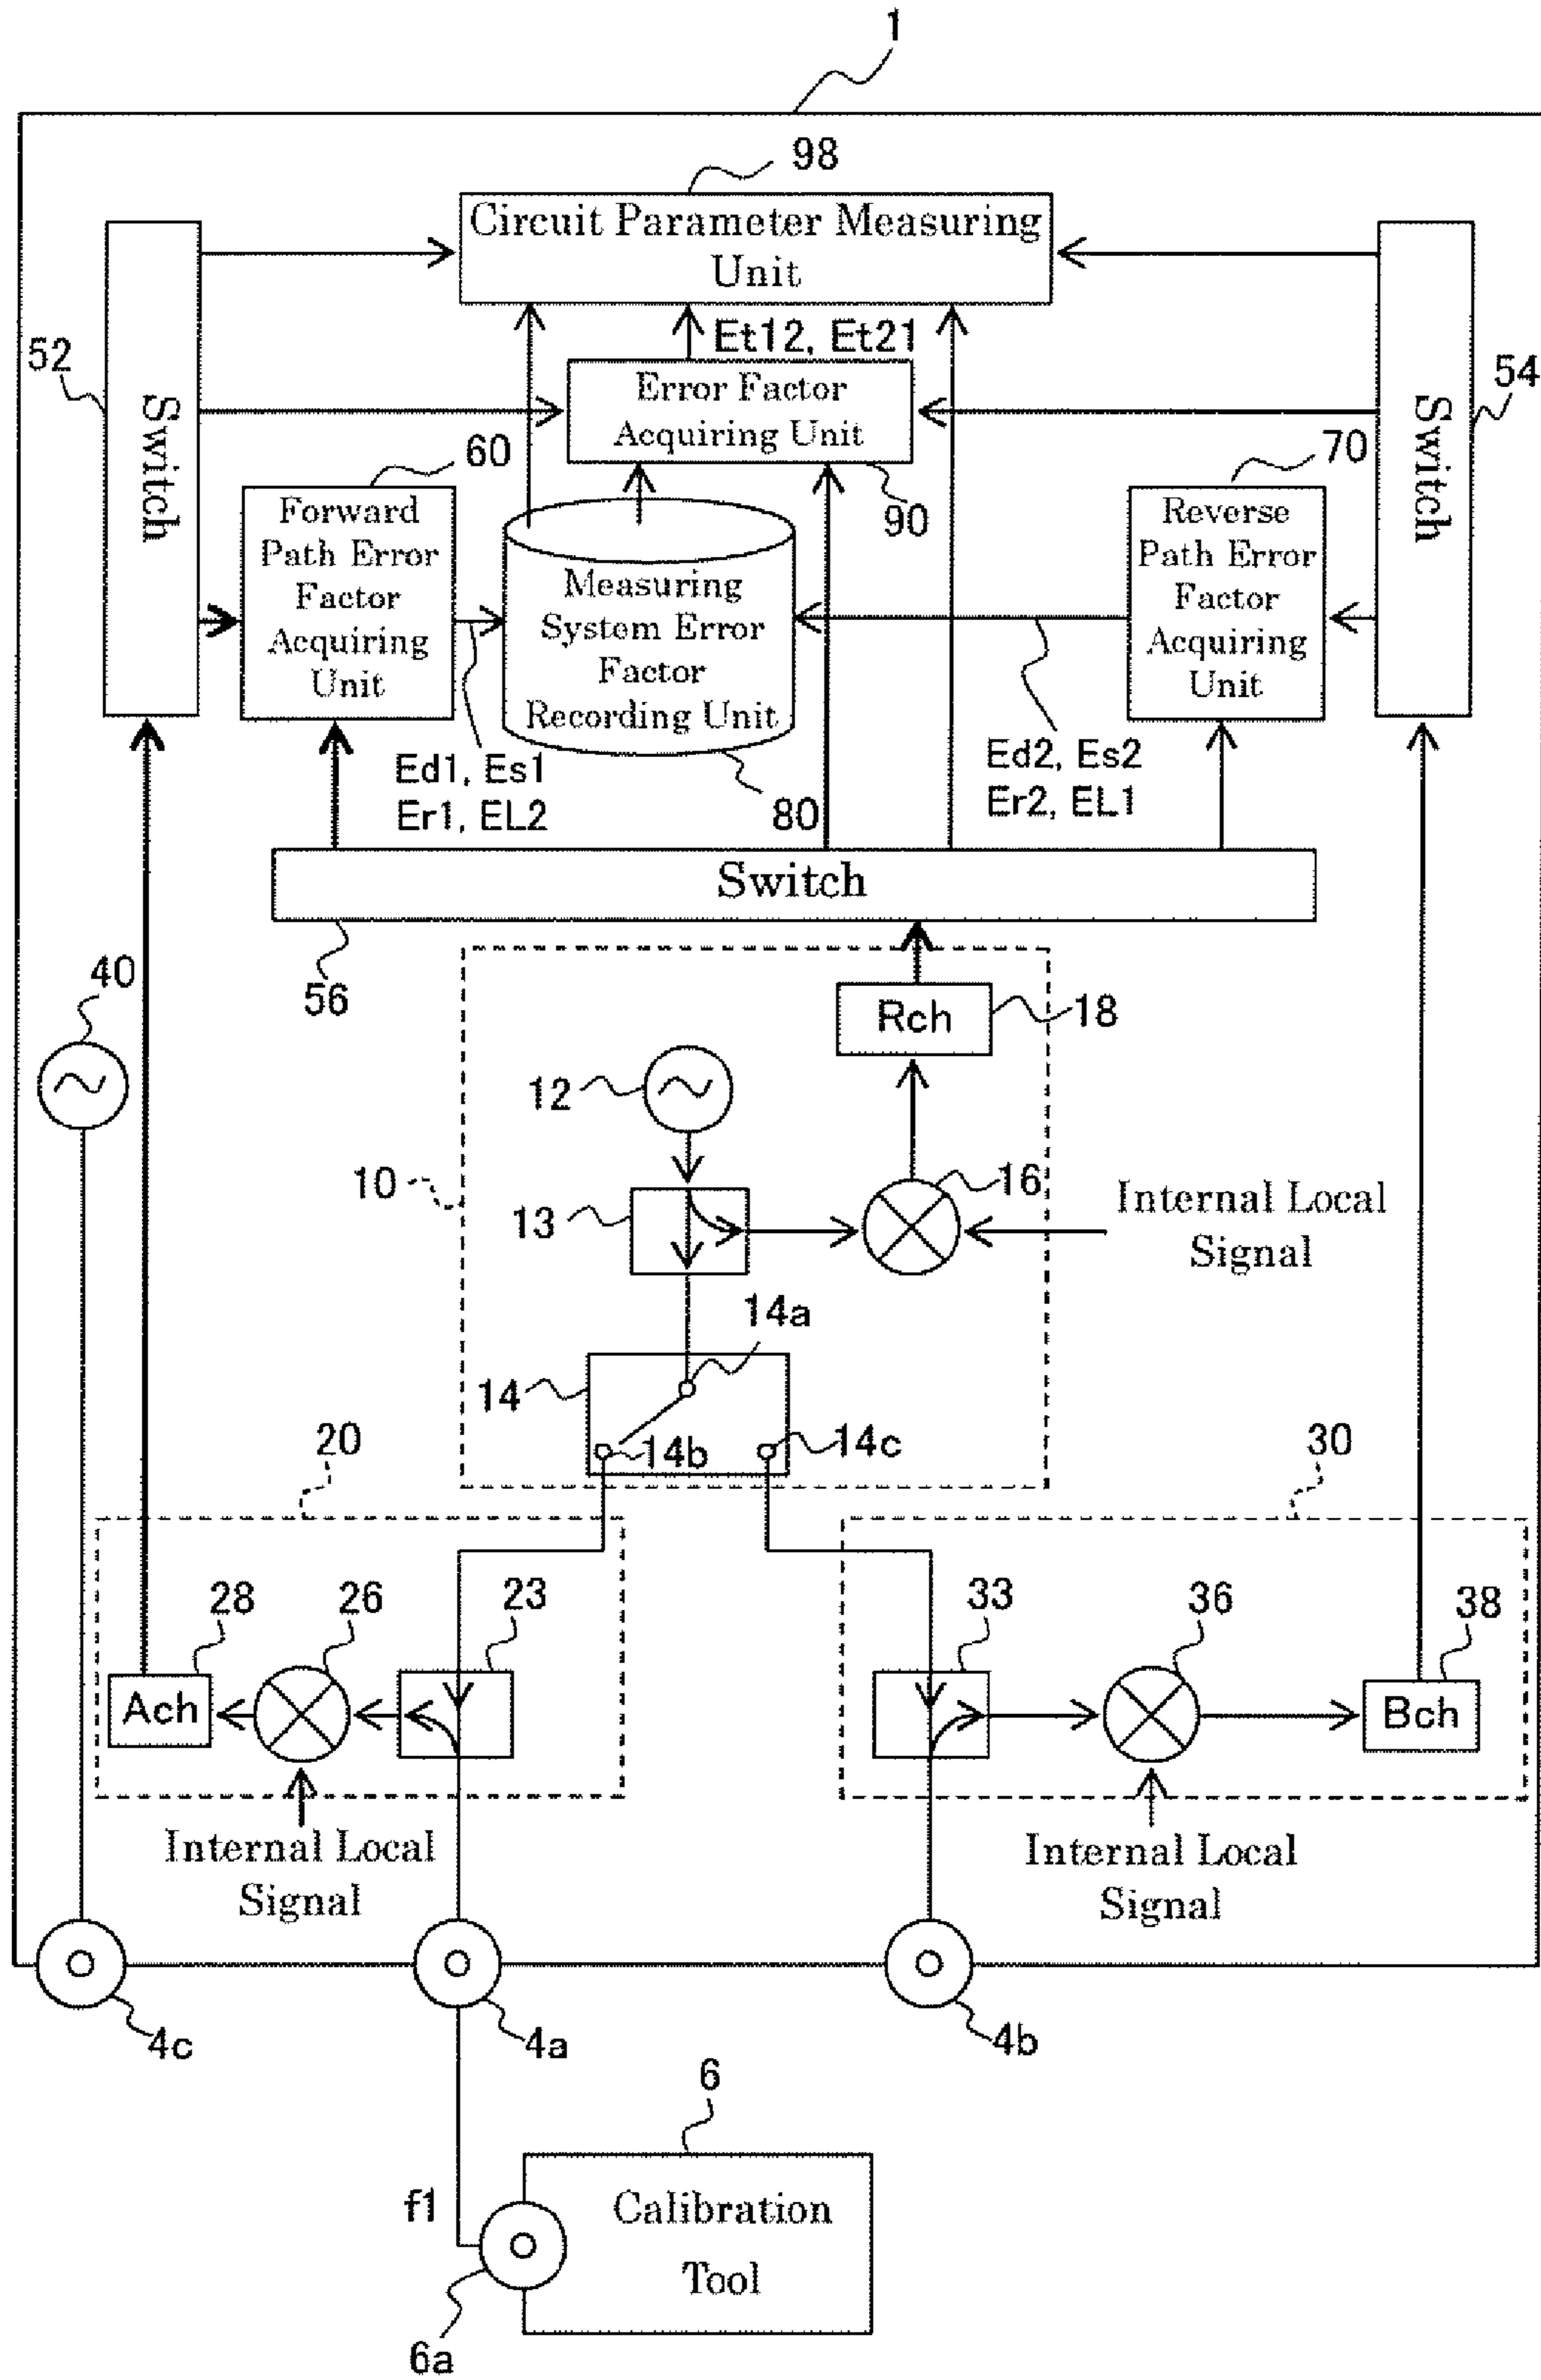 1
98
Circuit Parameter Measuring
Unit
52
Switch
Et12, Et21
54
Switch
Error Factor
Acquiring Unit
60
70
90
Forward
Path Error
Factor
Acquiring
Unit
Measuring
System Error
Factor
Recording Unit
Reverse
Path Error
Factor
Acquiring
Unit
Ed1, Es1
Er1, EL2
80
Ed2, Es2
Er2, EL1
Switch
56
40
Rch
18
12
10
16
13
Internal Local
Signal
14a
14
14b
14c
20
30
28
26
23
33
36
38
Ach
Bch
Internal Local
Signal
Internal Local
Signal
4c
4a
4b
6
f1
Calibration
Tool
6a